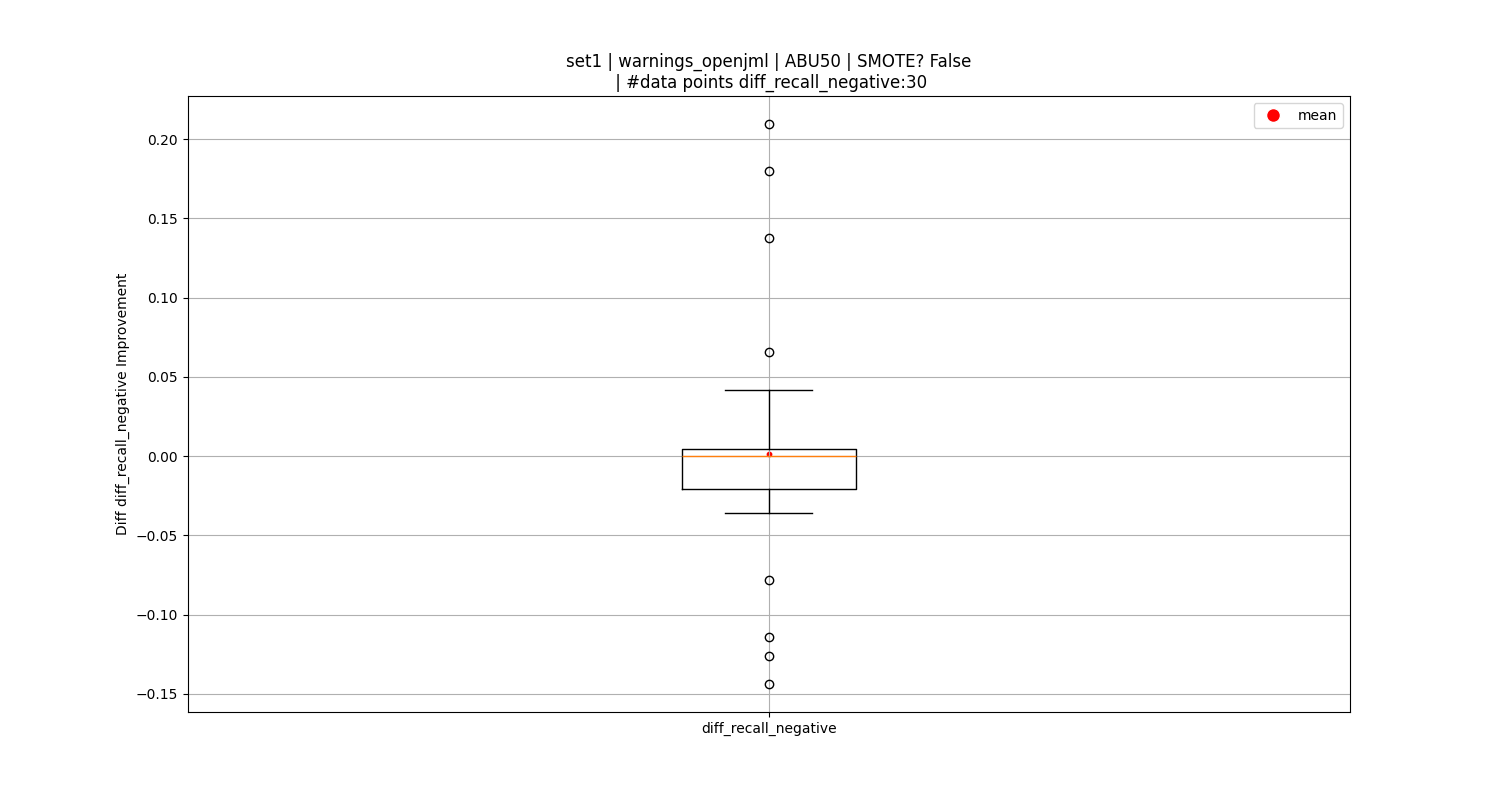 set1 | warnings_openjml | ABU50 | SMOTE? False
| #data points diff_recall_negative:30
mean
0.20
0.15
0.10
0.05
0.00
−0.05
−0.10
−0.15
Diff diff_recall_negative Improvement
diff_recall_negative